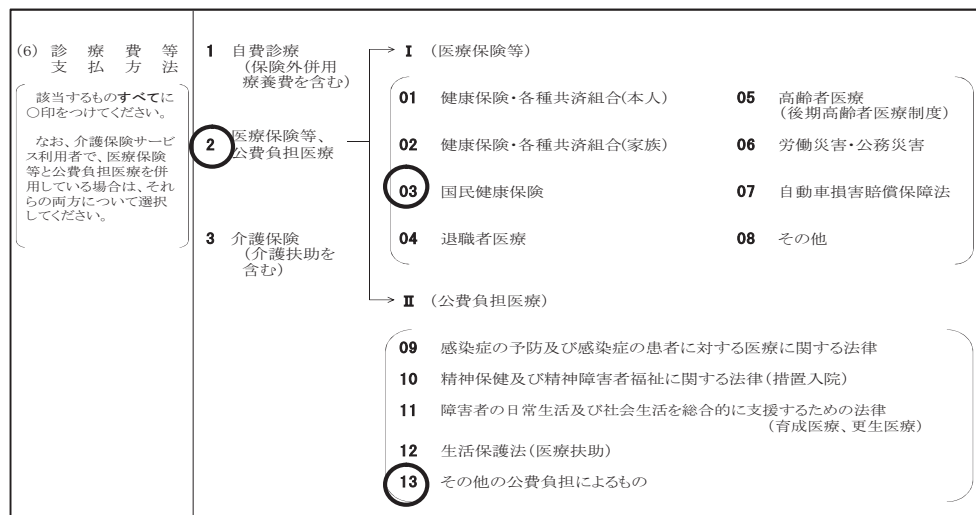 (6) 診療費等
支払方法
該当するものすべてに
○印をつけてください。
なお、介護保険サービ
ス利用者で、医療保険
等と公費負担医療を併
用している場合は、それ
らの両方について選択
してください。
1 自費診療
(保険外併用
療養費を含む)
2 医療保険等、
公費負担医療
3 介護保険
(介護扶助を
含む)
Ⅰ (医療保険等)
01 健康保険・各種共済組合(本人)
02 健康保険・各種共済組合(家族)
03 国民健康保険
04 退職者医療
05 高齢者医療
(後期高齢者医療制度)
06 労働災害・公務災害
07 自動車損害賠償保障法
08 その他
Ⅱ (公費負担医療)
09 感染症の予防及び感染症の患者に対する医療に関する法律
10 精神保健及び精神障害者福祉に関する法律(措置入院)
11 障害者の日常生活及び社会生活を総合的に支援するための法律
(育成医療、更生医療)
12 生活保護法(医療扶助)
13 その他の公費負担によるもの